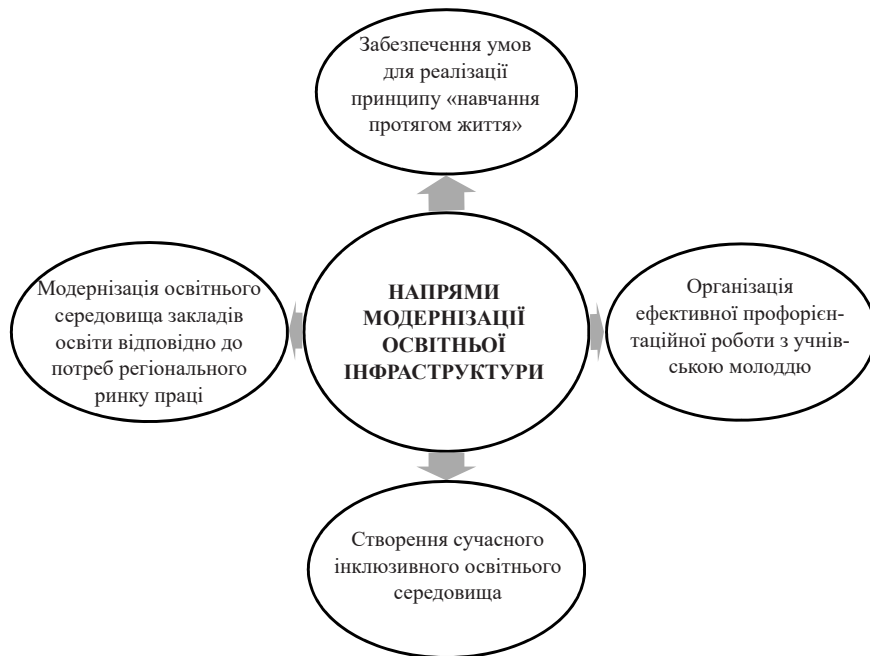 Забезпечення умов
для реалізації
принципу «навчання
протягом життя»
Модернізація освітнього
середовища закладів
освіти відповідно до
потреб регіонального
ринку праці
НАПРЯМИ
МОДЕРНІЗАЦІЇ
ОСВІТНЬОЇ
ІНФРАСТРУКТУРИ
Організація
ефективної профорієн-
таційної роботи з учнів-
ською молоддю
Створення сучасного
інклюзивного освітнього
середовища